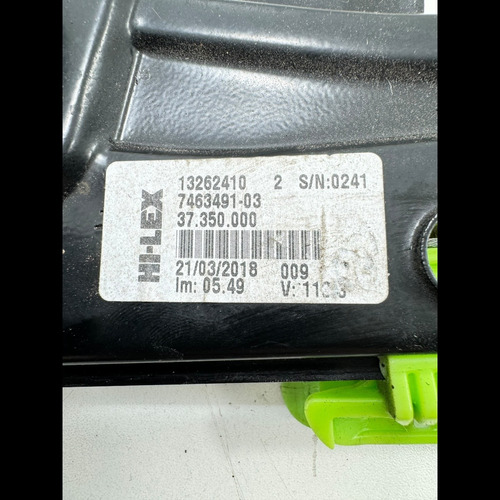 HI-LEX
13262410 2 S/N:0241
7463491-03
37.350.000
21/03/2018 009
Im: 05.49 V: